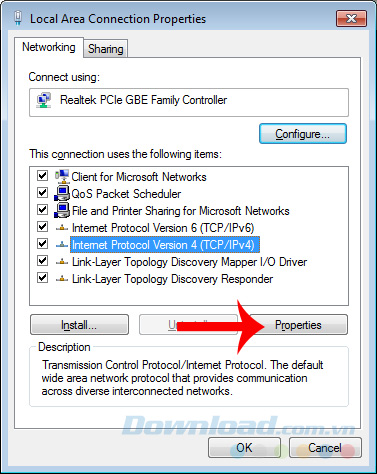 Local Area Connection Properties
Networking
Sharing
Connect using:
Realtek PCIe GBE Family Controller
Configure...
This connection uses the following items:
Client for Microsoft Networks
QoS Packet Scheduler
File and Printer Sharing for Microsoft Networks
Internet Protocol Version 6 (TCP/IPv6)
Internet Protocol Version 4 (TCP/IPv4)
Link-Layer Topology Discovery Mapper I/O Driver
Link-Layer Topology Discovery Responder
Install...
Properties
Description
Transmission Control Protocol/Internet Protocol. The default
wide area network protocol that provides communication
across diverse interconnected networks.
Download.com.vn
OK
Cancel